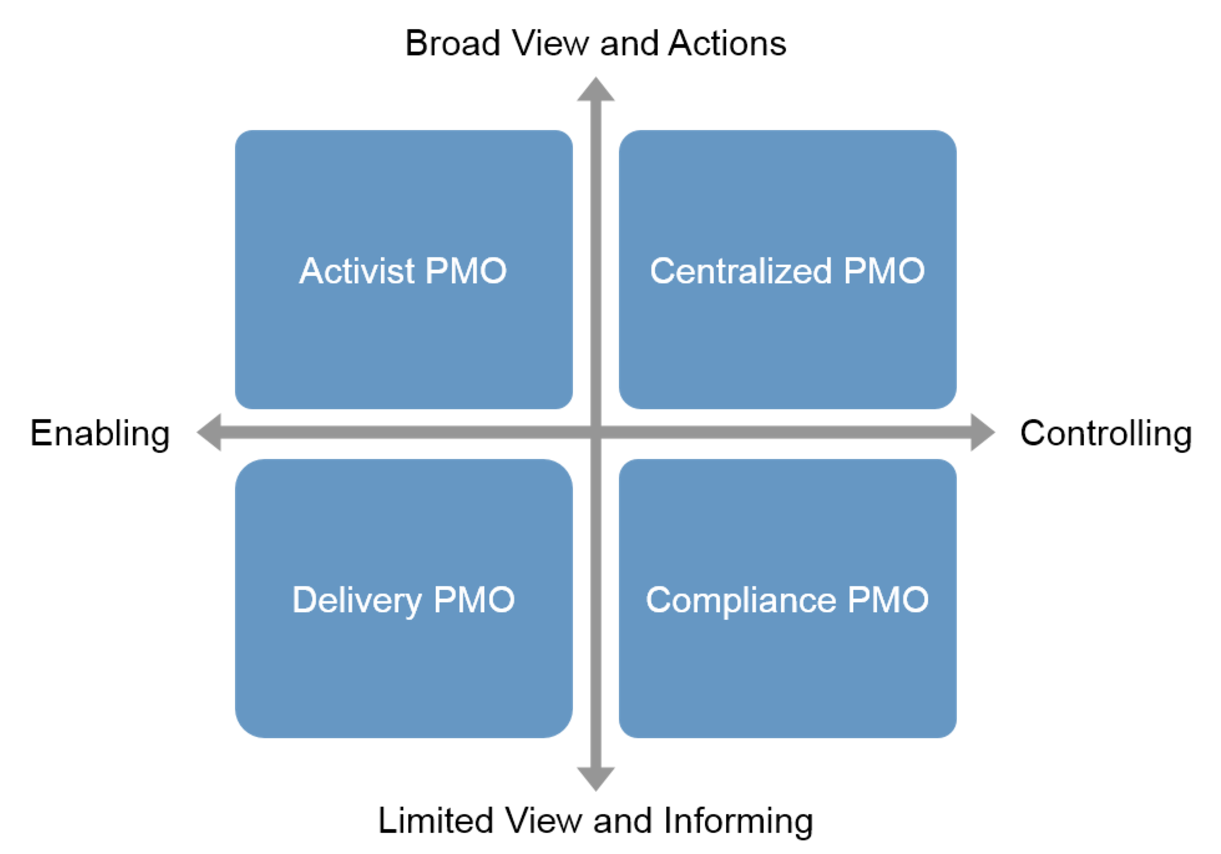 Broad View and Actions
Activist PMO
Centralized PMO
Enabling
Controlling
Delivery PMO
Compliance PMO
Limited View and Informing